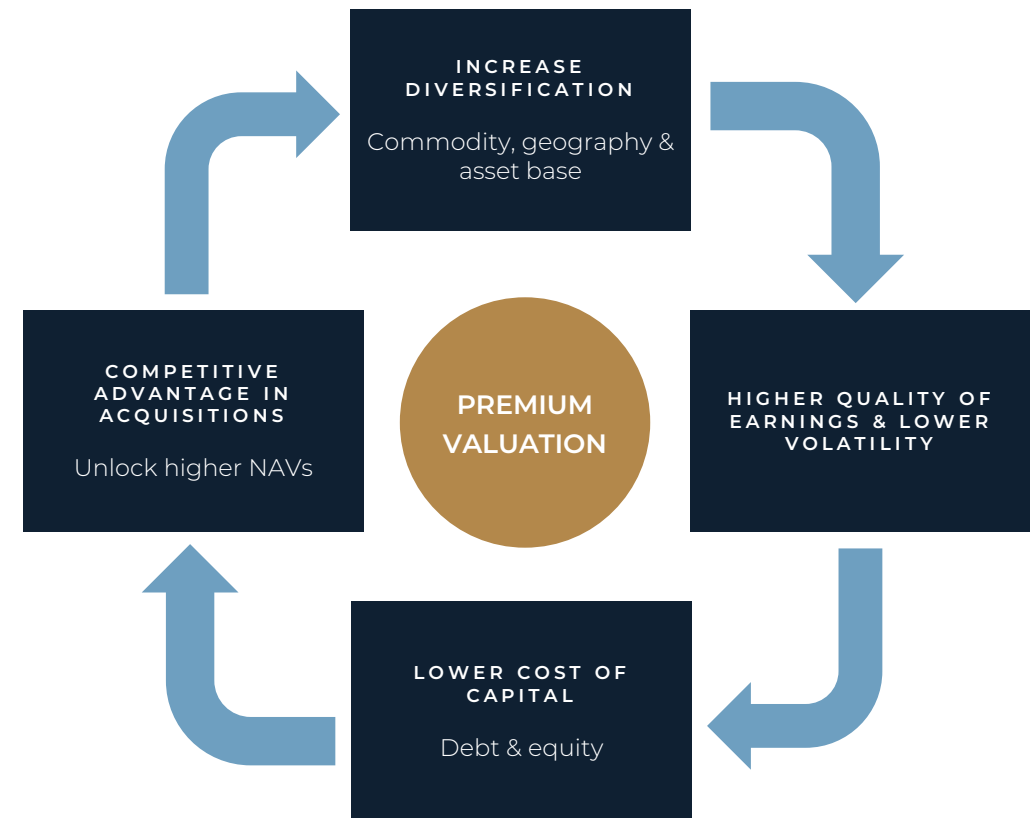 INCREASE
DIVERSIFICATION
Commodity, geography &
asset base
COMPETITIVE
ADVANTAGE IN
ACQUISITIONS
Unlock higher NAVs
PREMIUM
VALUATION
HIGHER QUALITY OF
EARNINGS & LOWER
VOLATILITY
LOWER COST OF
CAPITAL
Debt & equity